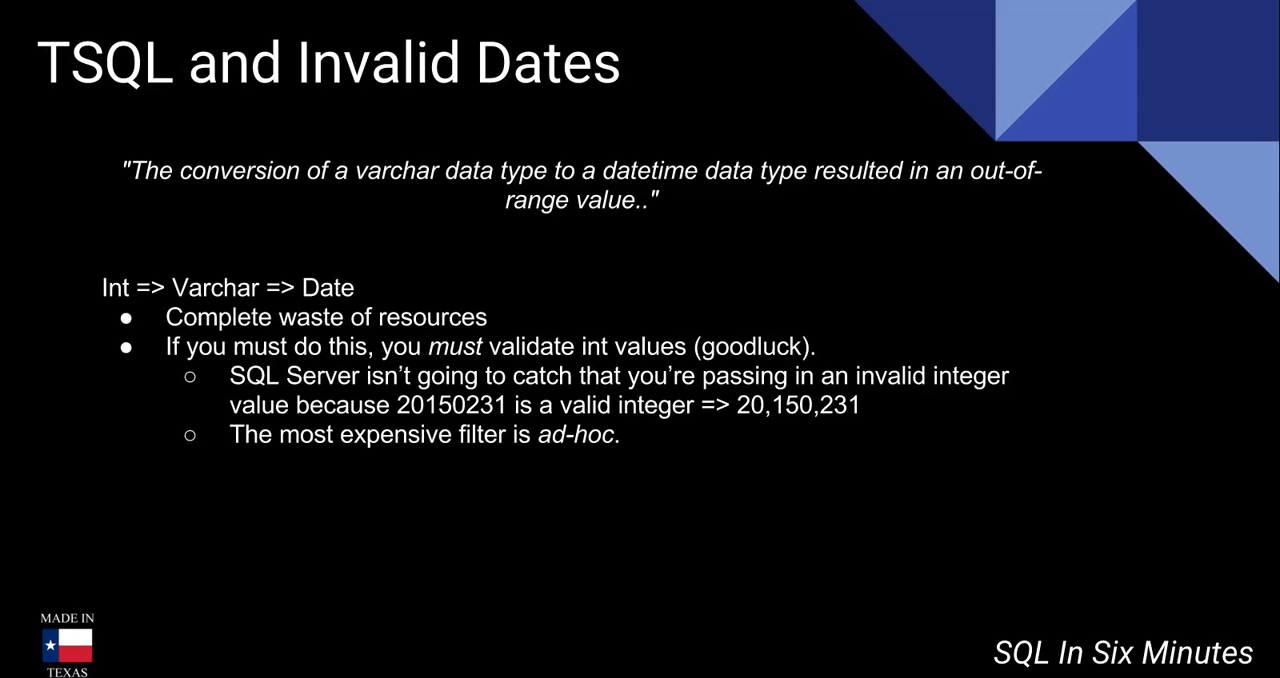 TSQL and Invalid Dates
"The conversion of a varchar data type to a datetime data type resulted in an out-of-
range value.."
Int => Varchar => Date
● Complete waste of resources
● If you must do this, you must validate int values (goodluck).
○ SQL Server isn't going to catch that you're passing in an invalid integer
value because 20150231 is a valid integer => 20,150,231
○ The most expensive filter is ad-hoc.
MADE IN
TEXAS
SQL In Six Minutes